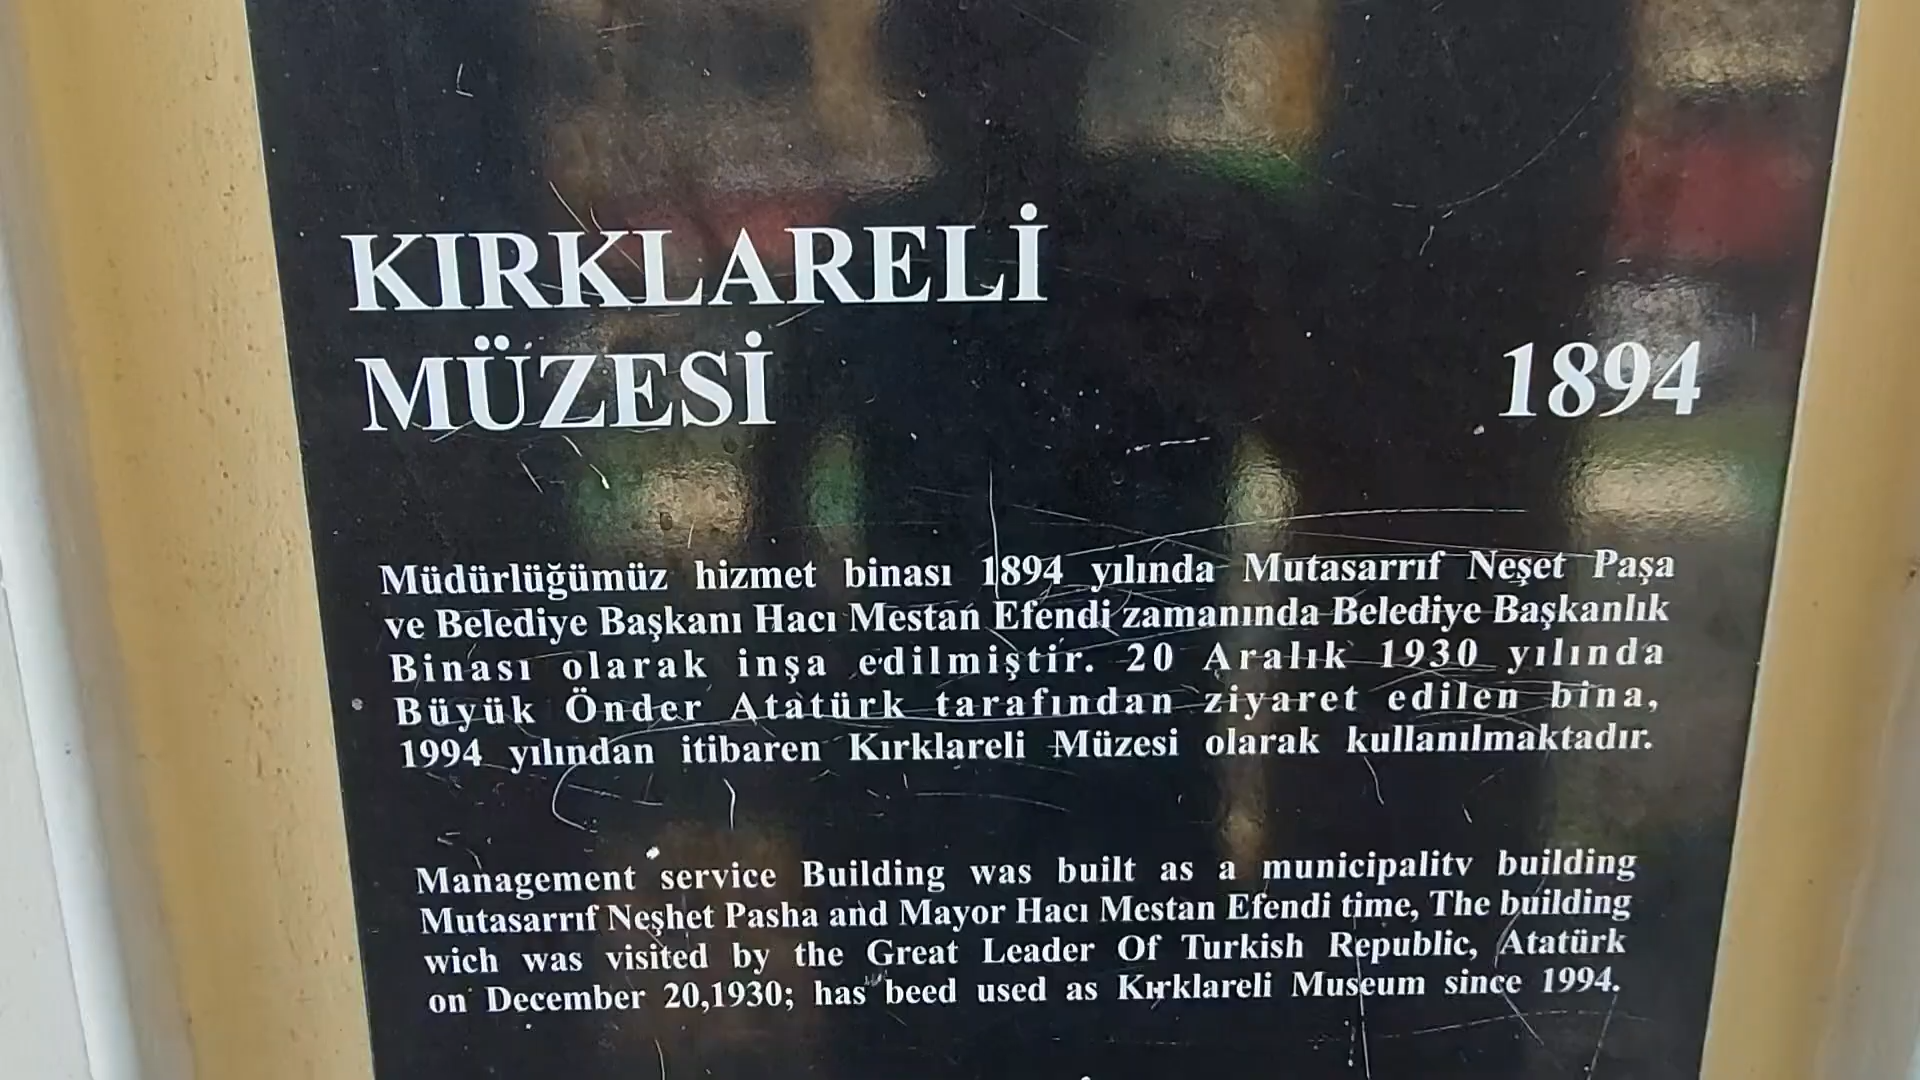 KIRKLARELİ
MÜZESİ
1894
Müdürlüğümüz hizmet binası 1894 yılında Mutasarrıf Neşet Paşa
ve Belediye Başkanı Hacı Mestan Efendi zamanında Belediye Başkanlık
Binası olarak inşa edilmiştir. 20 Aralık 1930 yılında
Büyük Önder Atatürk tarafından ziyaret edilen bina,
1994 yılından itibaren Kırklareli Müzesi olarak kullanılmaktadır.
Management service Building was built as a municipality building
Mutasarrıf Neşhet Pasha and Mayor Hacı Mestan Efendi time, The building
wich was visited by the Great Leader Of Turkish Republic, Atatürk
on December 20,1930; has beed used as Kırklareli Museum since 1994.